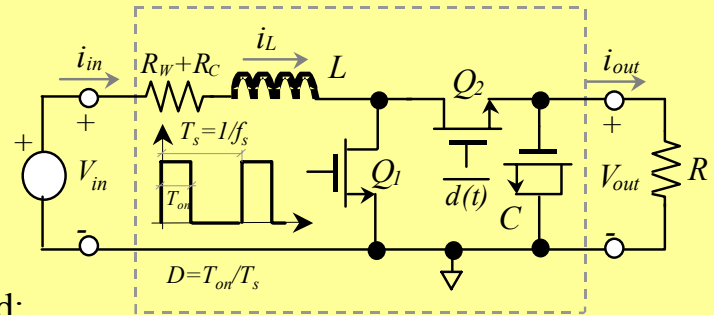 i_in
R_W+R_C
i_L
L
Q_2
i_out
+
+
+
T_s=1/f_s
V_in
T_on
Q_1
d(t)
C
V_out
R
-
-
D=T_on/T_s
d: